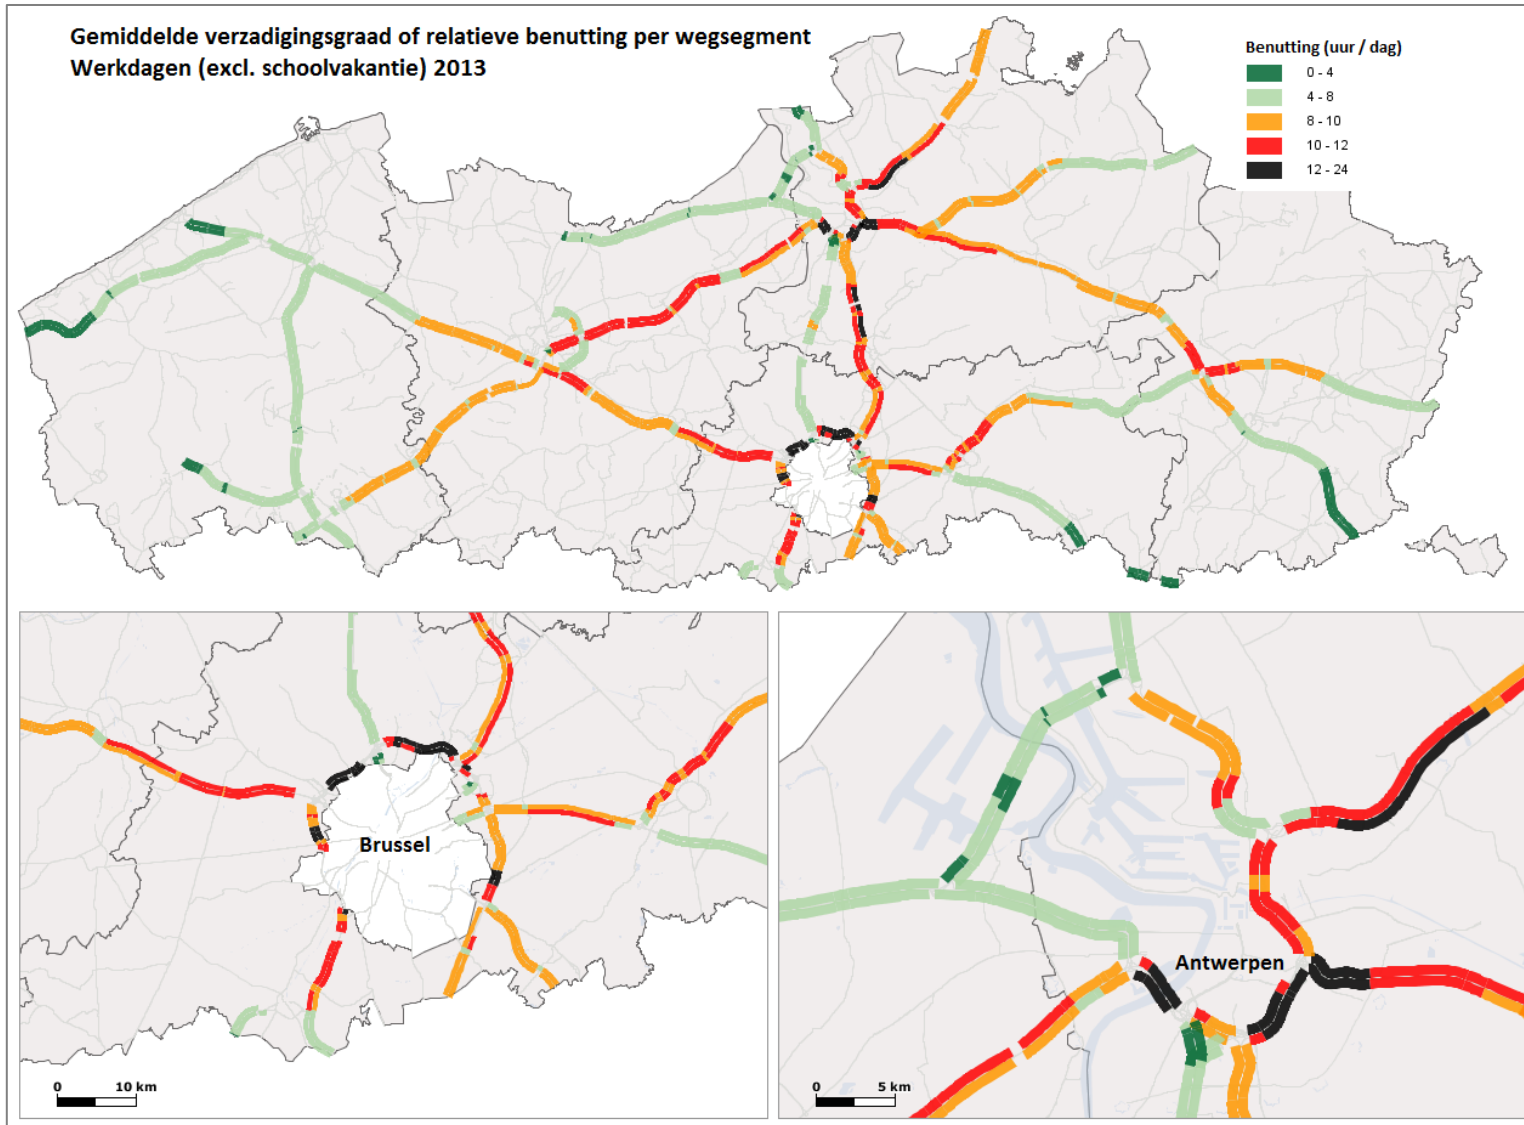 Gemiddelde verzadigingsgraad of relatieve benutting per wegsegment
Werkdagen (excl. schoolvakantie) 2013
Benutting (uur / dag)
0 - 4
4 - 8
8 - 10
10 - 12
12 - 24
Brussel
0 10 km
Antwerpen
0 5 km